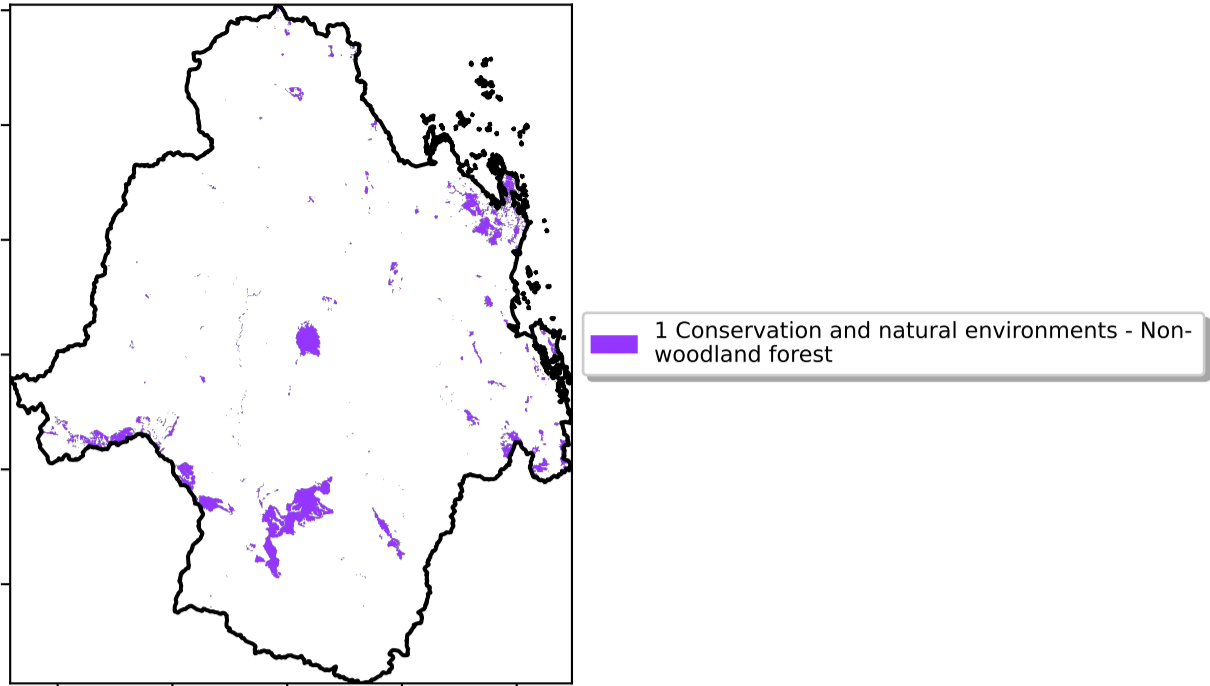 1 Conservation and natural environments - Non-
woodland forest